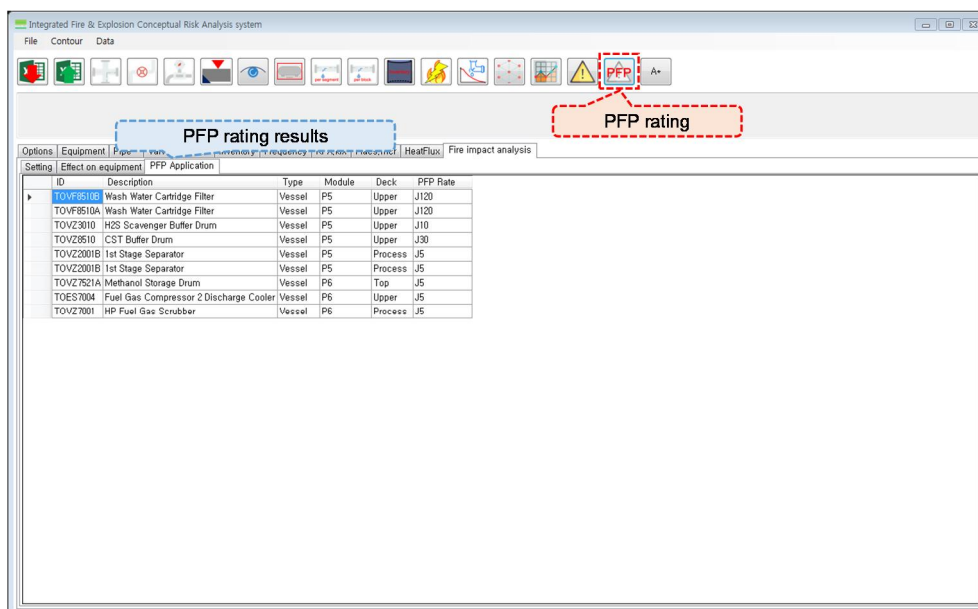 Integrated Fire & Explosion Conceptual Risk Analysis system
File Contour Data
per segment per block PFP A+
PFP rating
PFP rating results
Options Equipment Pipe HeatFlux Fire impact analysis
Setting Effect on equipment PFP Application
ID Description Type Module Deck PFP Rate
TOVF8510B Wash Water Cartridge Filter Vessel P5 Upper J120
TOVF8510A Wash Water Cartridge Filter Vessel P5 Upper J120
TOVZ3010 H2S Scavenger Buffer Drum Vessel P5 Upper J10
TOVZ8510 CST Buffer Drum Vessel P5 Upper J30
TOVZ2001B 1st Stage Separator Vessel P5 Process J5
TOVZ2001B 1st Stage Separator Vessel P5 Process J5
TOVZ7521A Methanol Storage Drum Vessel P6 Top J5
TOES7004 Fuel Gas Compressor 2 Discharge Cooler Vessel P6 Upper J5
TOVZ7001 HP Fuel Gas Scrubber Vessel P6 Process J5